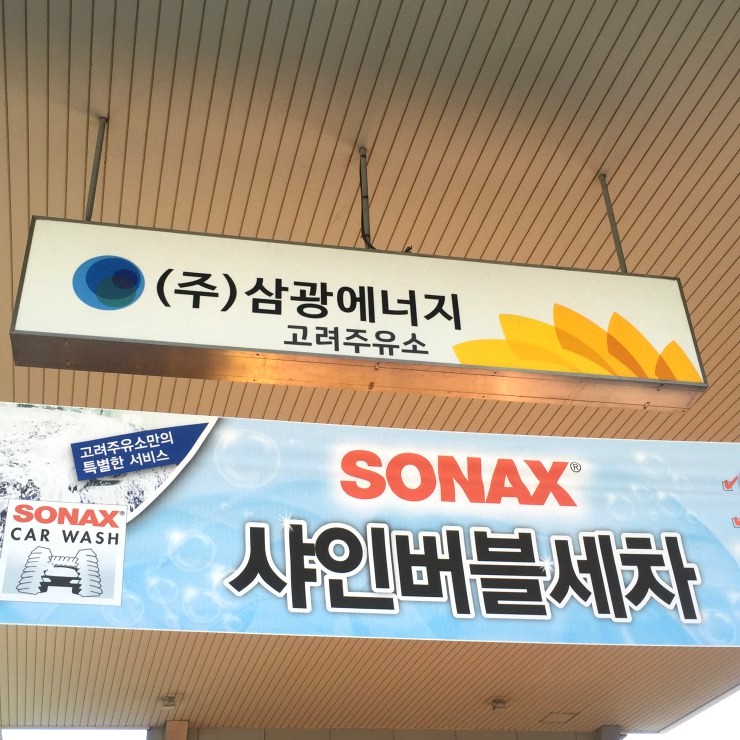 (주)삼광에너지
고려주유소
고려주유소만의
특별한 서비스
SONAX®
CAR WASH
SONAX®
샤인버블세차